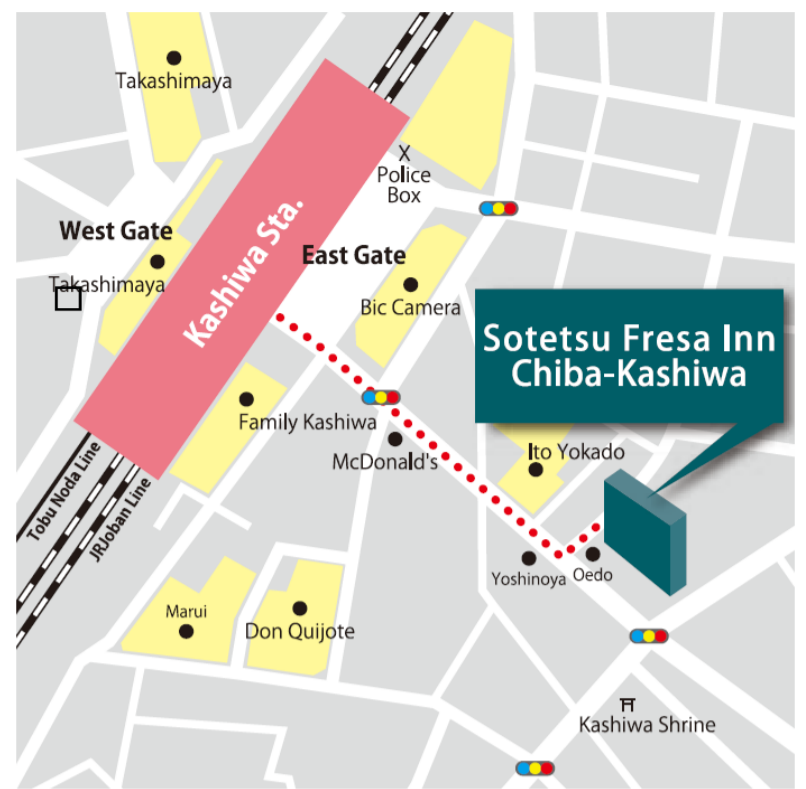 Takashimaya
X
Police
Box
West Gate
Kashiwa Sta.
East Gate
Takashimaya
Bic Camera
Sotetsu Fresa Inn
Chiba-Kashiwa
Family Kashiwa
McDonald's
Ito Yokado
Tobu Noda Line
JRJoban Line
Yoshinoya
Oedo
Marui
Don Quijote
Kashiwa Shrine